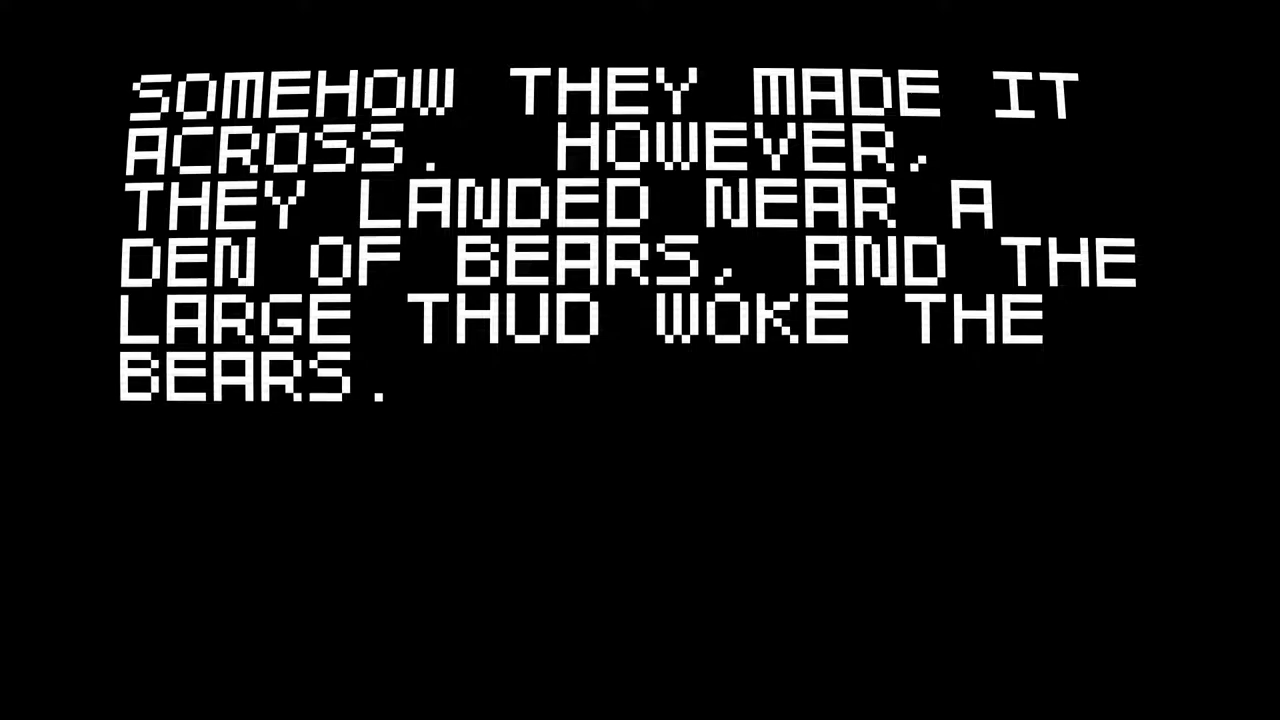 SOMEHOW THEY MADE IT
ACROSS.  HOWEVER,
THEY LANDED NEAR A
DEN OF BEARS, AND THE
LARGE THUD WOKE THE
BEARS.